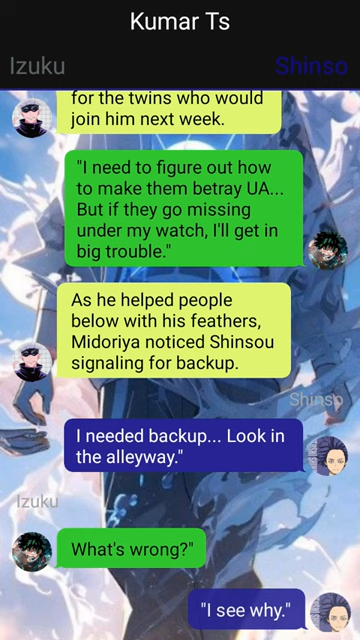 Kumar Ts
Izuku Shinso
for the twins who would
join him next week.
"I need to figure out how
to make them betray UA...
But if they go missing
under my watch, I'll get in
big trouble."
As he helped people
below with his feathers,
Midoriya noticed Shinsou
signaling for backup.
Shinso
I needed backup... Look in
the alleyway."
Izuku
What's wrong?"
"I see why."